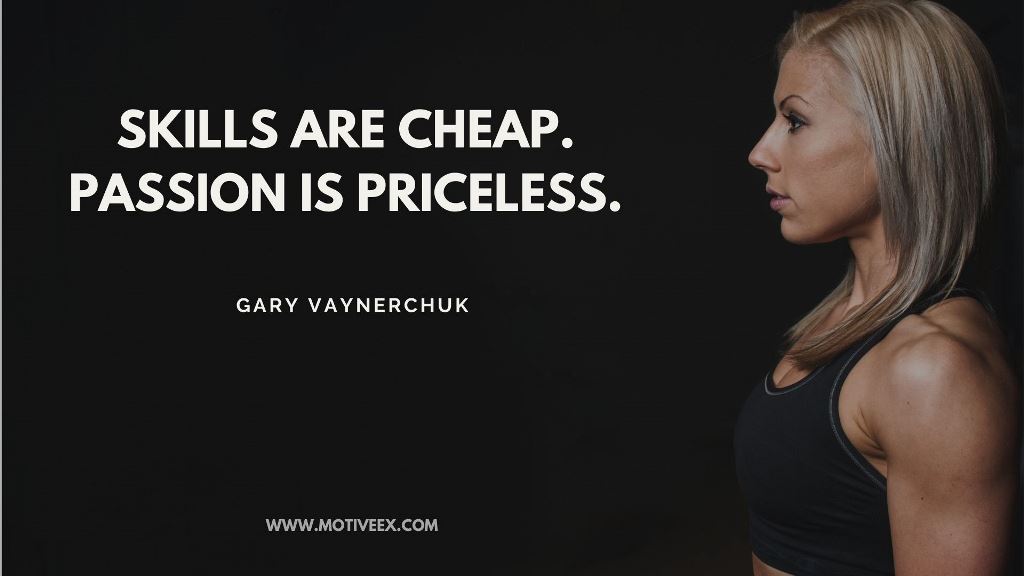 SKILLS ARE CHEAP.
PASSION IS PRICELESS.
GARY VAYNERCHUK
WWW.MOTIVEEX.COM